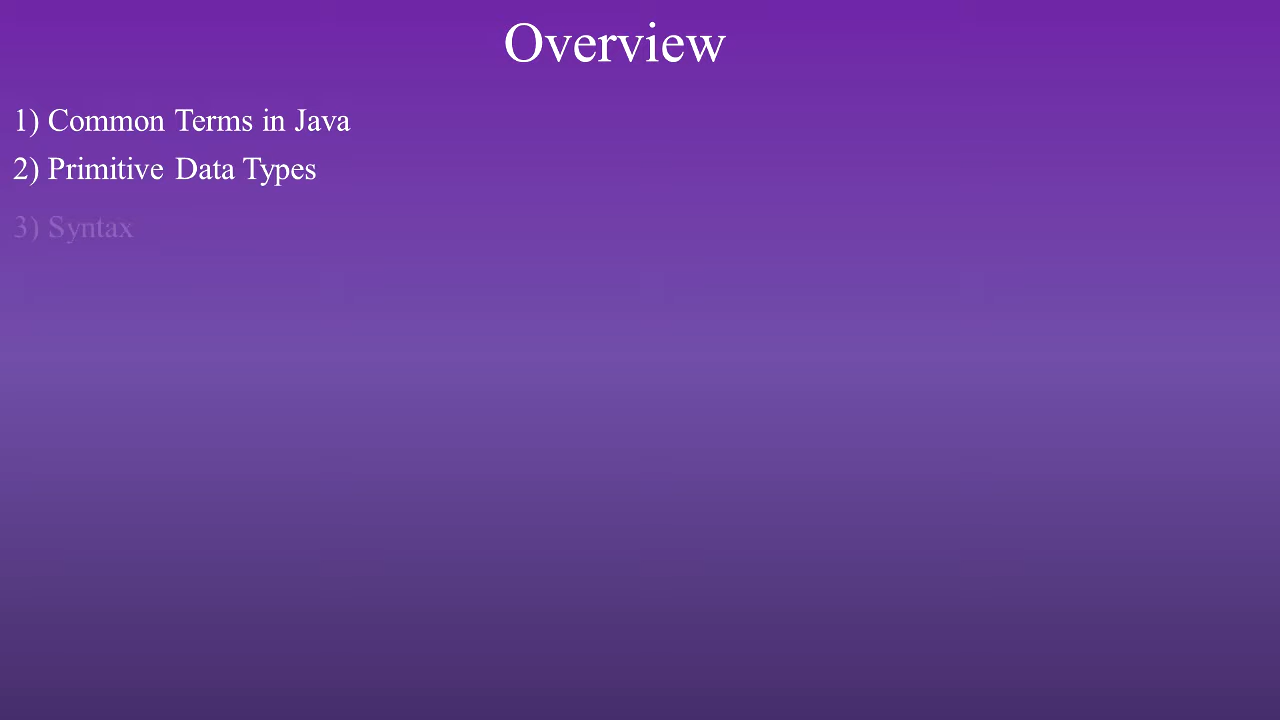 Overview
1) Common Terms in Java
2) Primitive Data Types
3) Syntax